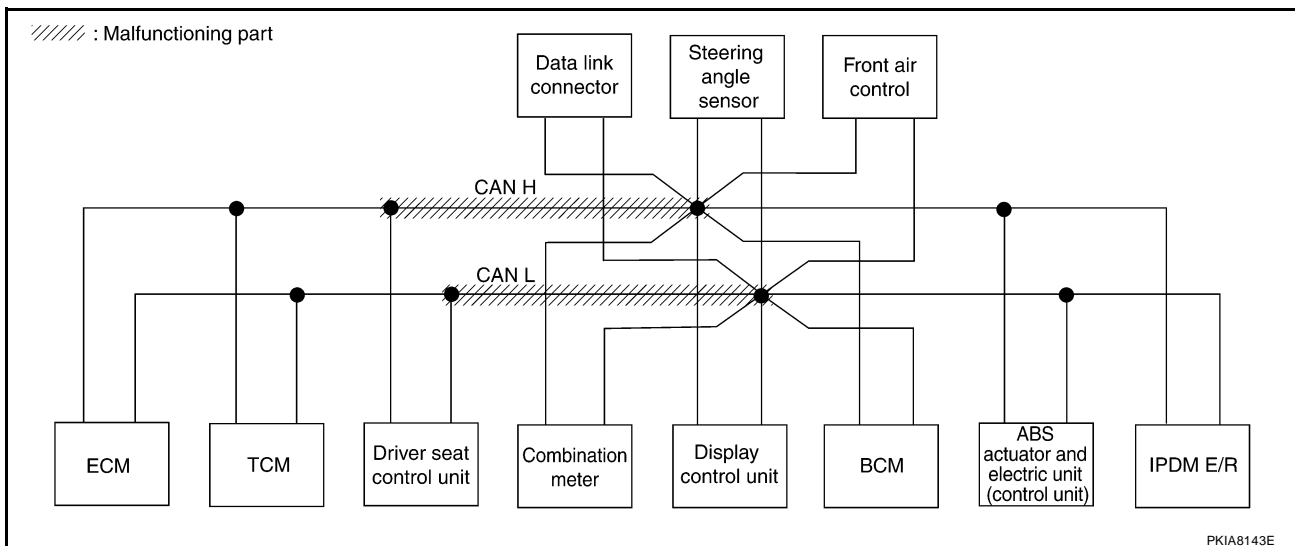 : Malfunctioning part
Data link
connector
Steering
angle
sensor
Front air
control
CAN H
CAN L
ECM
TCM
Driver seat
control unit
Combination
meter
Display
control unit
BCM
ABS
actuator and
electric unit
(control unit)
IPDM E/R
PKIA8143E